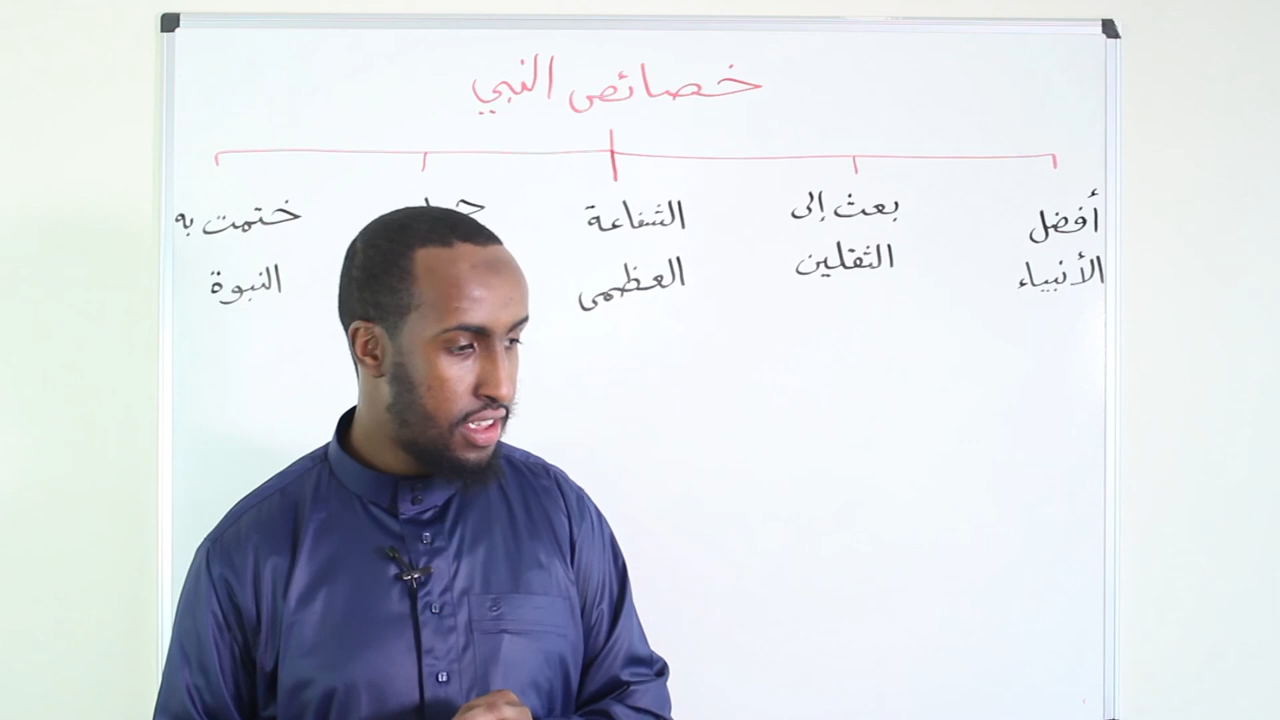 خصائص النبي
أفضل
الأنبياء
بعث إلى
الثقلين
الشفاعة
العظمى
ختمت به
النبوة